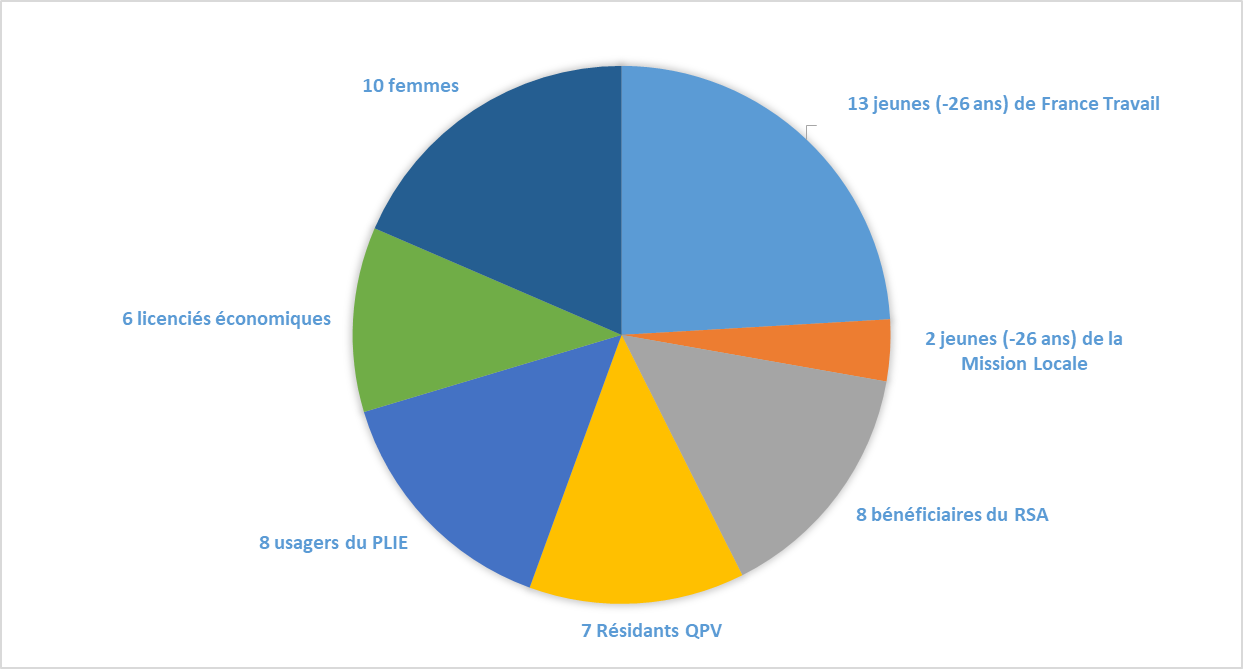 10 femmes
13 jeunes (-26 ans) de France Travail
6 licenciés économiques
2 jeunes (-26 ans) de la
Mission Locale
8 bénéficiaires du RSA
8 usagers du PLIE
7 Résidants QPV